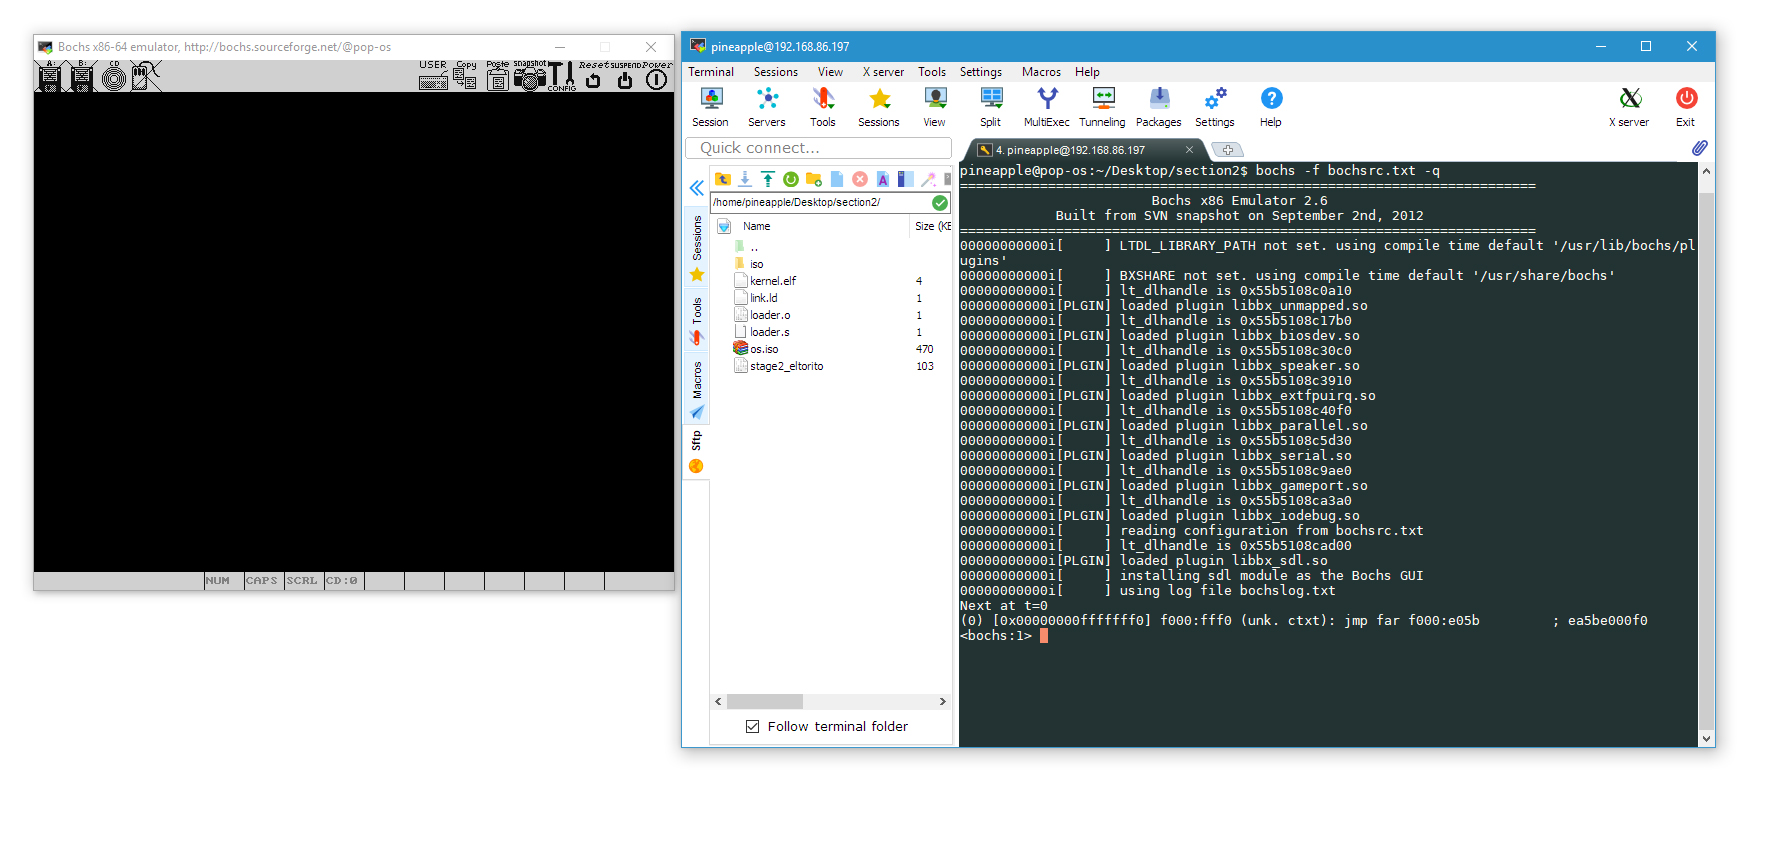 Bochs x86-64 emulator, http://bochs.sourceforge.net/@pop-os
A:
B:
CD
USER
Copy
Paste
Snapshot
CONFIG
Reset
SUSPEND
Power
NUM
CAPS
SCRL
CD:0
pineapple@192.168.86.197
Terminal
Sessions
View
X server
Tools
Settings
Macros
Help
Session
Servers
Tools
Sessions
View
Split
MultiExec
Tunneling
Packages
Settings
Help
X server
Exit
Quick connect...
4. pineapple@192.168.86.197
/home/pineapple/Desktop/section2/
Sessions
Tools
Macros
Sftp
Name
Size (KE
..
iso
kernel.elf 4
link.ld 1
loader.o 1
loader.s 1
os.iso 470
stage2_eltorito 103
Follow terminal folder
pineapple@pop-os:~/Desktop/section2$ bochs -f bochsrc.txt -q
========================================================================
Bochs x86 Emulator 2.6
Built from SVN snapshot on September 2nd, 2012
========================================================================
00000000000i[     ] LTDL_LIBRARY_PATH not set. using compile time default '/usr/lib/bochs/pl
ugins'
00000000000i[     ] BXSHARE not set. using compile time default '/usr/share/bochs'
00000000000i[     ] lt_dlhandle is 0x55b5108c0a10
00000000000i[PLGIN] loaded plugin libbx_unmapped.so
00000000000i[     ] lt_dlhandle is 0x55b5108c17b0
00000000000i[PLGIN] loaded plugin libbx_biosdev.so
00000000000i[     ] lt_dlhandle is 0x55b5108c30c0
00000000000i[PLGIN] loaded plugin libbx_speaker.so
00000000000i[     ] lt_dlhandle is 0x55b5108c3910
00000000000i[PLGIN] loaded plugin libbx_extfpuirq.so
00000000000i[     ] lt_dlhandle is 0x55b5108c40f0
00000000000i[PLGIN] loaded plugin libbx_parallel.so
00000000000i[     ] lt_dlhandle is 0x55b5108c5d30
00000000000i[PLGIN] loaded plugin libbx_serial.so
00000000000i[     ] lt_dlhandle is 0x55b5108c9ae0
00000000000i[PLGIN] loaded plugin libbx_gameport.so
00000000000i[     ] lt_dlhandle is 0x55b5108ca3a0
00000000000i[PLGIN] loaded plugin libbx_iodebug.so
00000000000i[     ] reading configuration from bochsrc.txt
00000000000i[     ] lt_dlhandle is 0x55b5108cad00
00000000000i[PLGIN] loaded plugin libbx_sdl.so
00000000000i[     ] installing sdl module as the Bochs GUI
00000000000i[     ] using log file bochslog.txt
Next at t=0
(0) [0x00000000fffffff0] f000:fff0 (unk. ctxt): jmp far f000:e05b         ; ea5be000f0
<bochs:1>